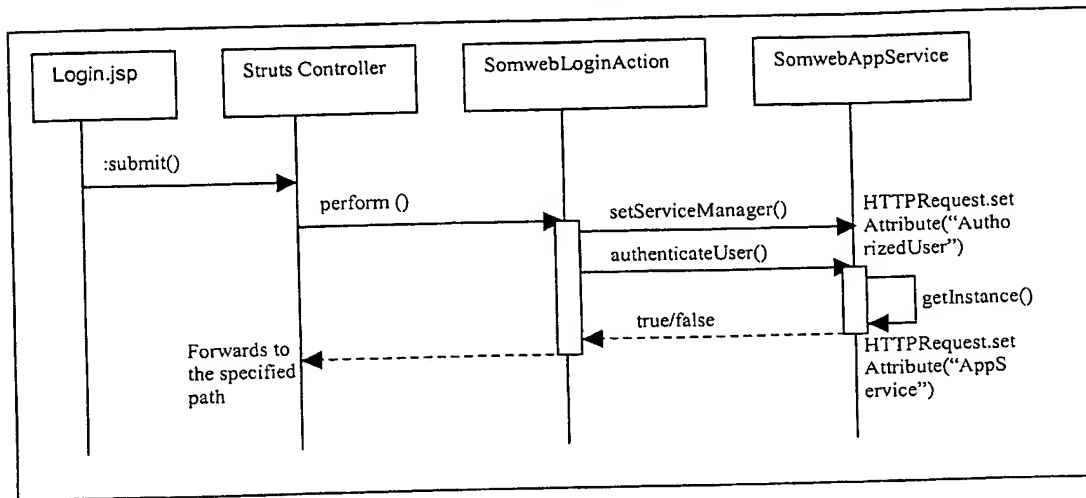 Login.jsp
Struts Controller
SomwebLoginAction
SomwebAppService
:submit()
perform ()
setServiceManager()
HTTPRequest.set
Attribute("Autho
rizedUser")
authenticateUser()
getInstance()
true/false
Forwards to
the specified
path
HTTPRequest.set
Attribute("AppS
ervice")